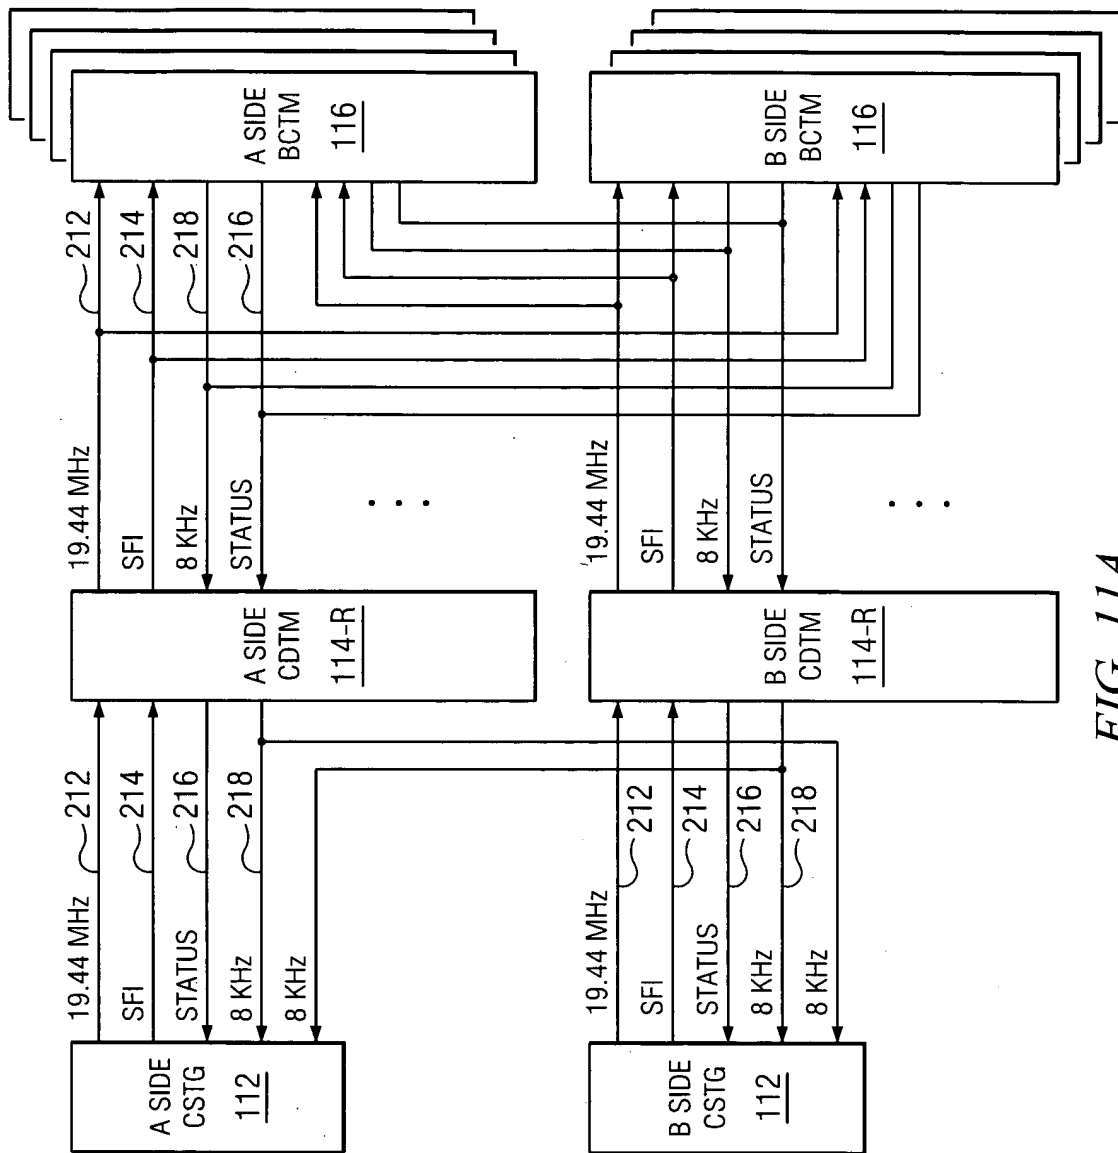 A SIDE
CSTG
112
19.44 MHz
212
SFI
214
STATUS
216
8 KHz
218
8 KHz
A SIDE
CDTM
114-R
19.44 MHz
212
SFI
214
8 KHz
218
STATUS
216
. . .
A SIDE
BCTM
116
B SIDE
CSTG
112
19.44 MHz
212
SFI
214
STATUS
216
8 KHz
218
8 KHz
B SIDE
CDTM
114-R
19.44 MHz
SFI
8 KHz
STATUS
. . .
B SIDE
BCTM
116
FIG. 11A